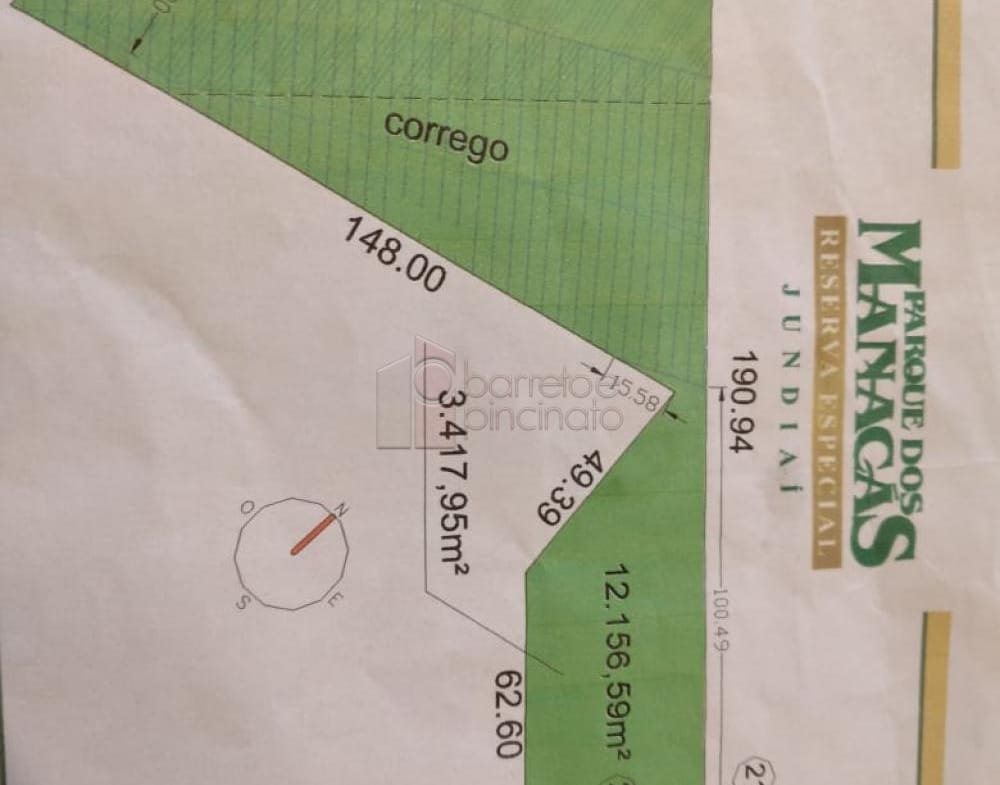 PARQUE DOS
MANACÁS
RESERVA ESPECIAL
JUNDIAÍ
corrego
148.00
190.94
15.58
49.39
3.417,95m²
100.49
12.156,59m²
62.60
N
O
E
S
barreto e
bincinato